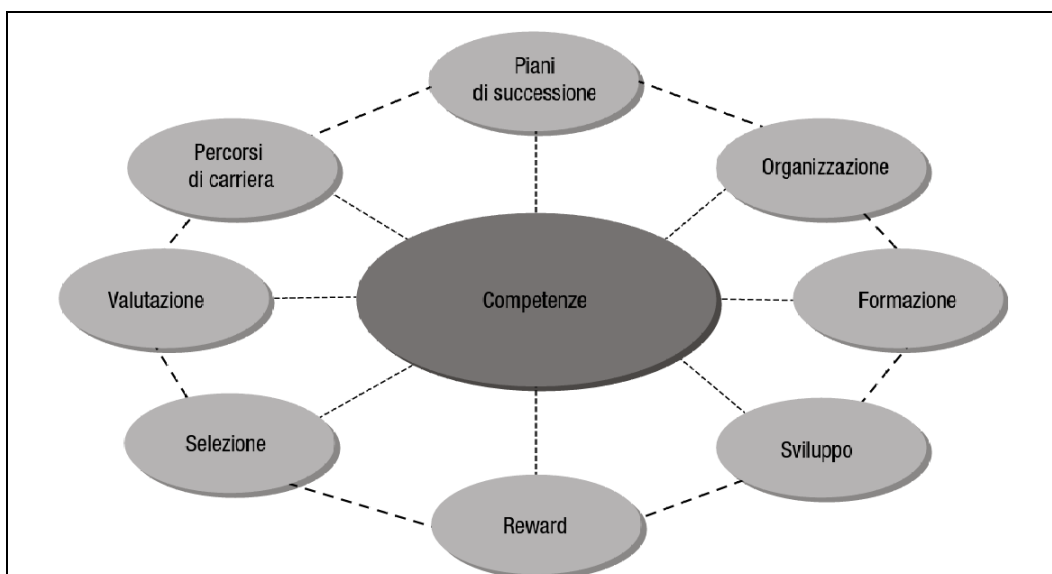 Piani
di successione
Percorsi
di carriera
Organizzazione
Valutazione
Competenze
Formazione
Selezione
Sviluppo
Reward